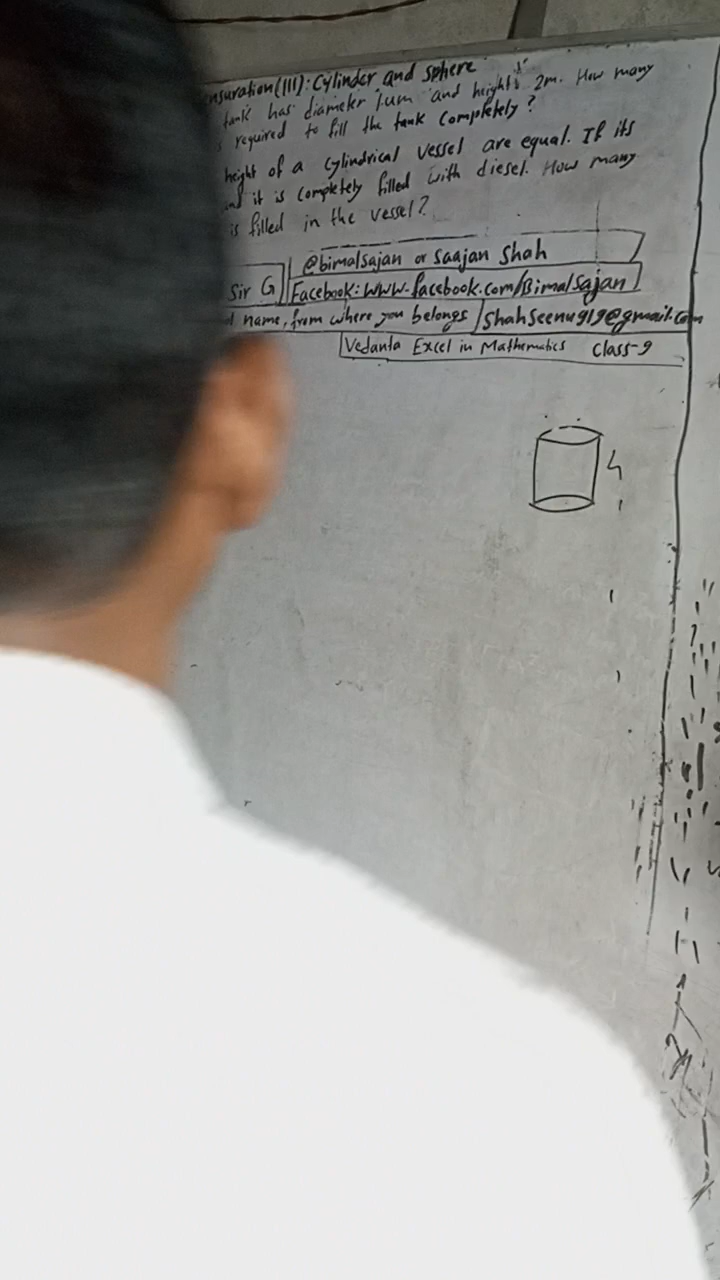 ensuration(III): Cylinder and sphere
tank has diameter 1.4m and height 2m. How many
required to fill the tank completely?
height of a cylindrical vessel are equal. If its
it is completely filled with diesel. How many
is filled in the vessel?
@bimalsajan or Saajan Shah
Sir G Facebook: WWW.facebook.com/Bimalsajan
name, from where you belongs shahseenu919@gmail.com
Vedanta Excel in Mathematics Class-9
h